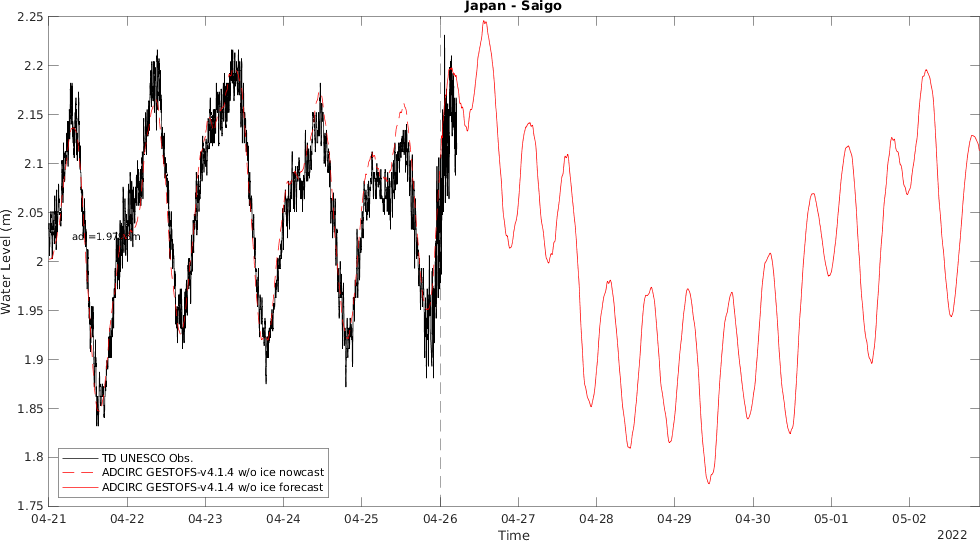 Japan - Saigo
2.25
2.2
2.15
2.1
2.05
2
1.95
1.9
1.85
1.8
1.75
Water Level (m)
TD UNESCO Obs.
ADCIRC GESTOFS-v4.1.4 w/o ice nowcast
ADCIRC GESTOFS-v4.1.4 w/o ice forecast
04-21 04-22 04-23 04-24 04-25 04-26 04-27 04-28 04-29 04-30 05-01 05-02
Time
2022